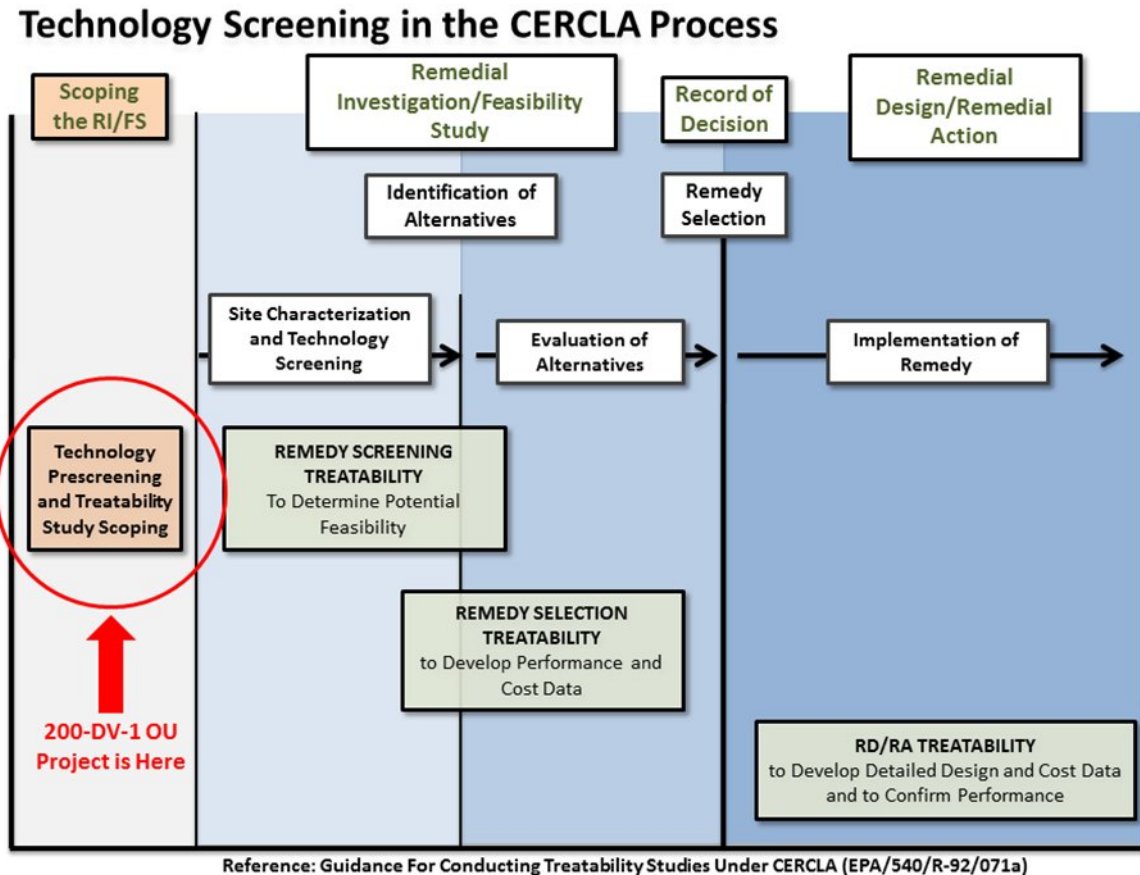 Technology Screening in the CERCLA Process
Scoping
the RI/FS
Remedial
Investigation/Feasibility
Study
Record of
Decision
Remedial
Design/Remedial
Action
Identification of
Alternatives
Remedy
Selection
Site Characterization
and Technology
Screening
Evaluation of
Alternatives
Implementation of
Remedy
Technology
Prescreening
and Treatability
Study Scoping
REMEDY SCREENING
TREATABILITY
To Determine Potential
Feasibility
REMEDY SELECTION
TREATABILITY
to Develop Performance and
Cost Data
200-DV-1 OU
Project is Here
RD/RA TREATABILITY
to Develop Detailed Design and Cost Data
and to Confirm Performance
Reference: Guidance For Conducting Treatability Studies Under CERCLA (EPA/540/R-92/071a)